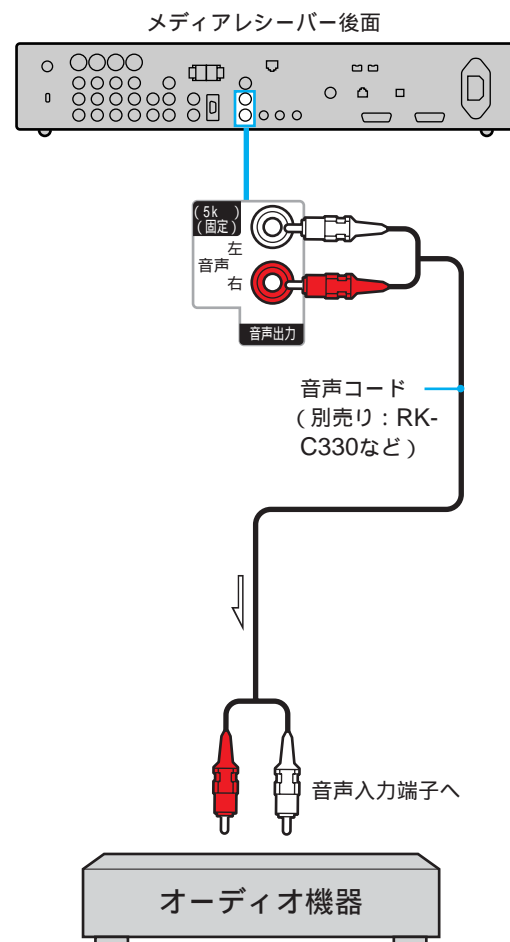 メディアレシーバー後面
(5k )
(固定)
左
音声
右
音声出力
音声コード
(別売り:RK-
C330など)
音声入力端子へ
オーディオ機器